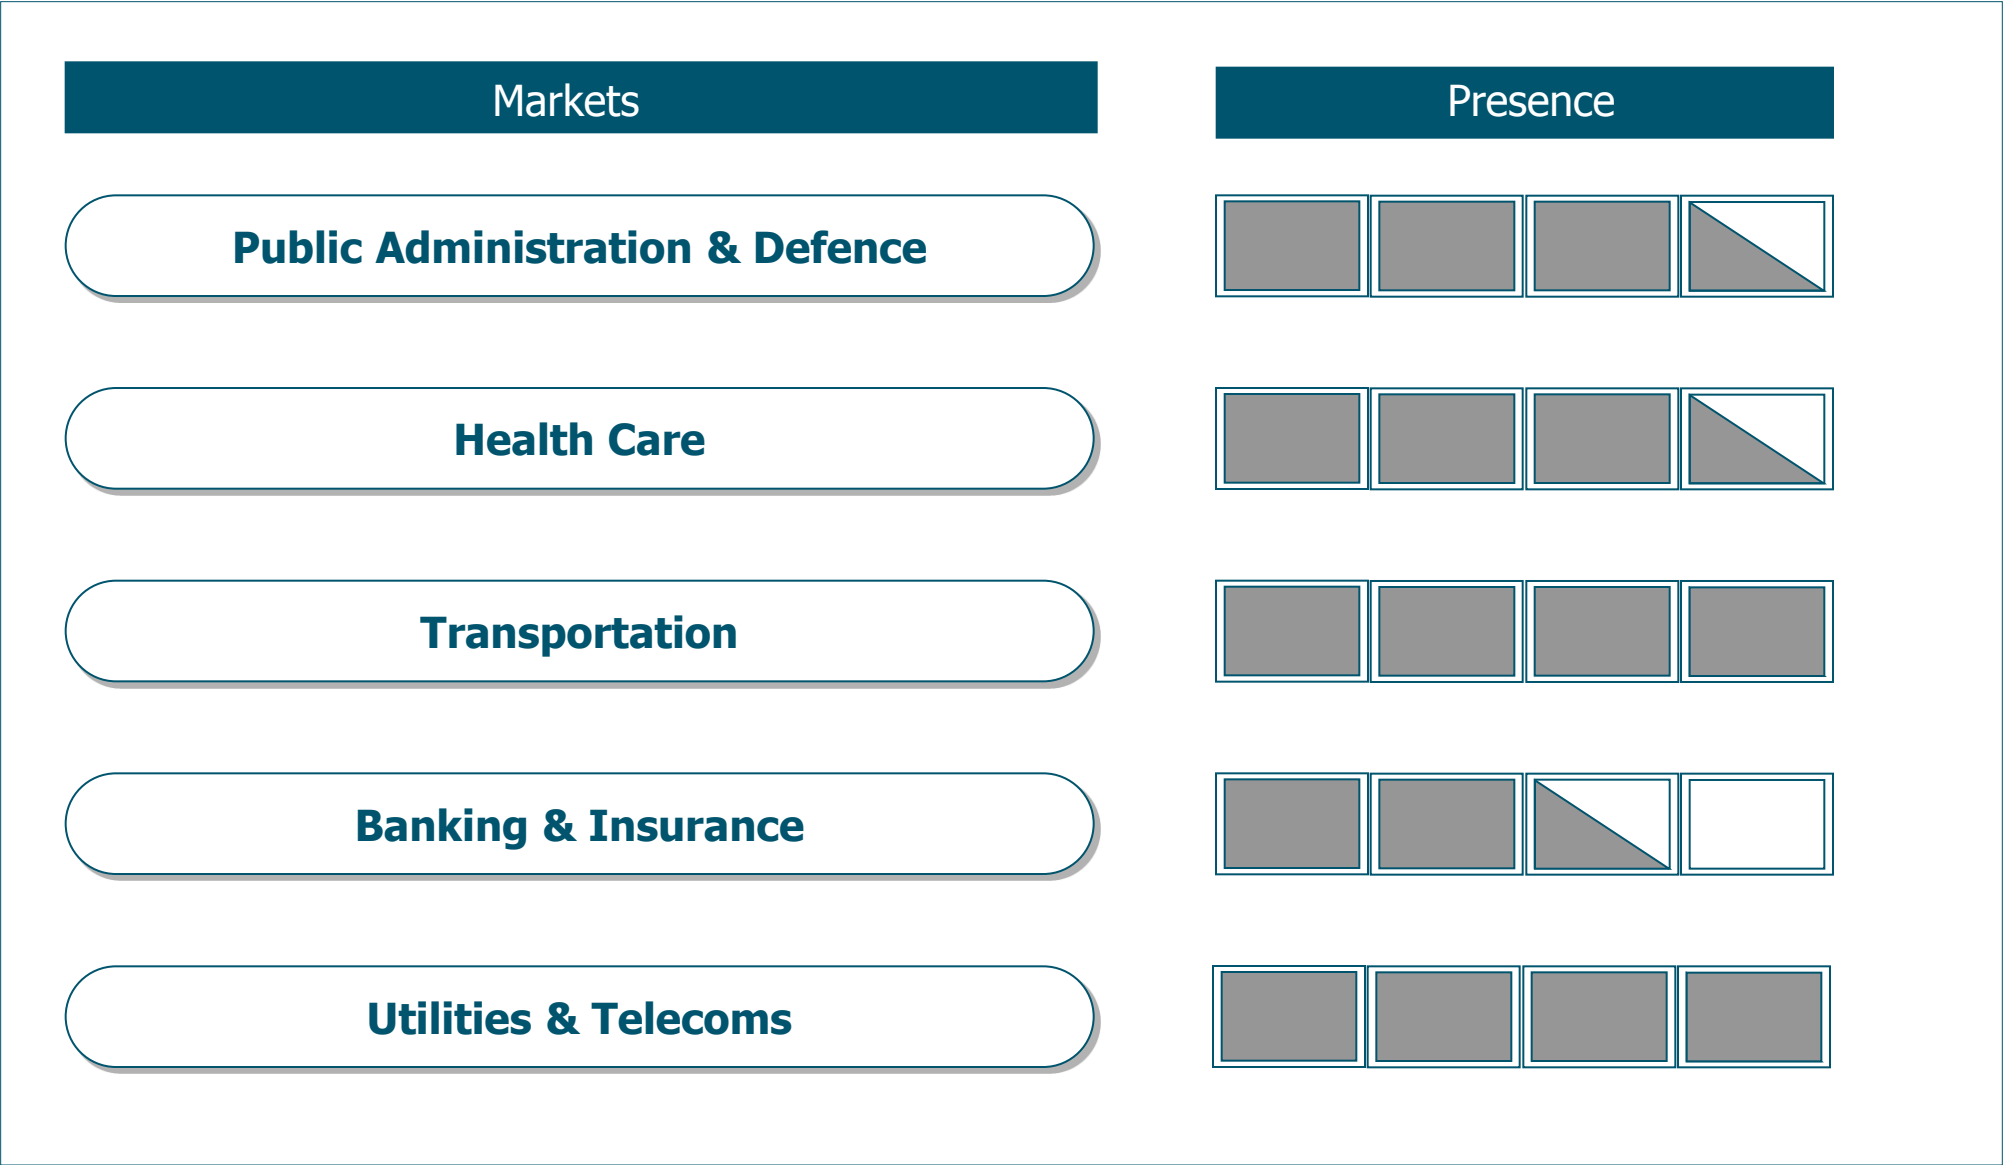 Markets
Presence
Public Administration & Defence
Health Care
Transportation
Banking & Insurance
Utilities & Telecoms